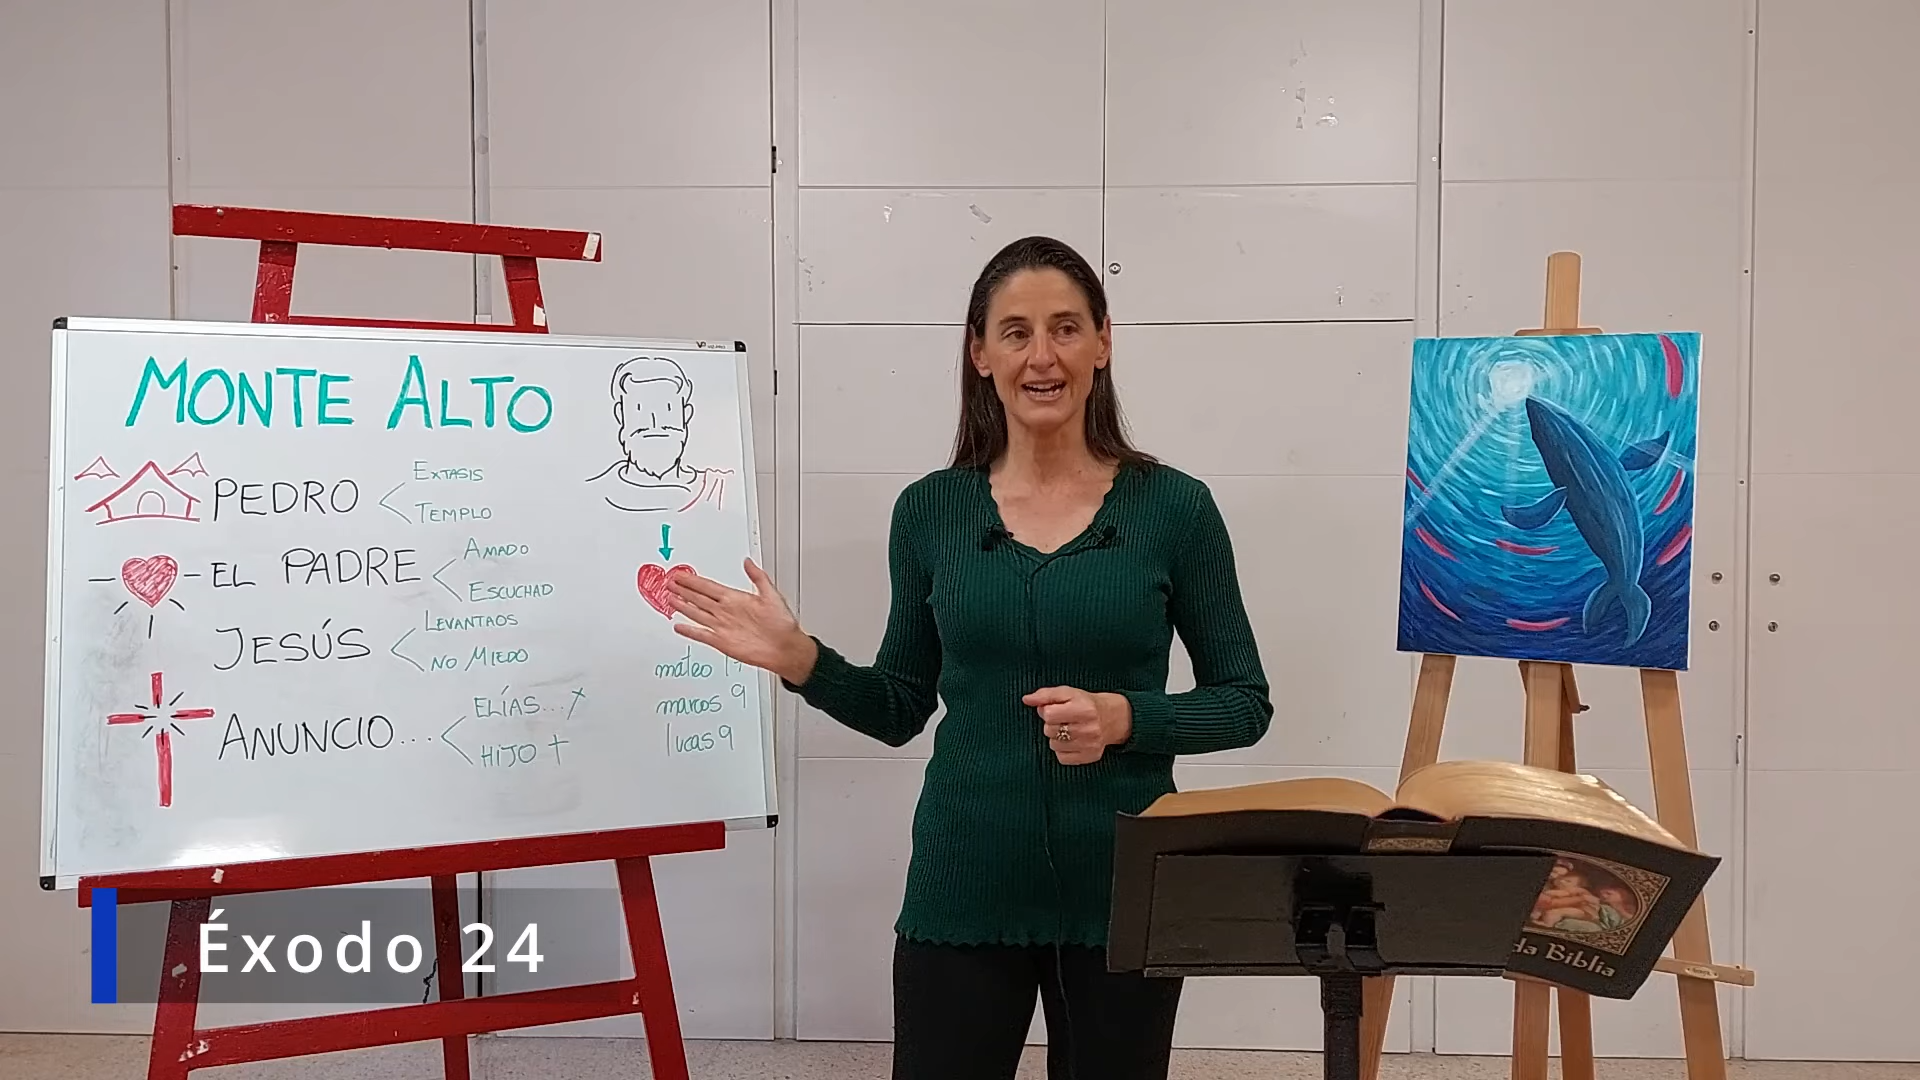 MONTE ALTO
PEDRO
EXTASIS
TEMPLO
EL PADRE
AMADO
ESCUCHAD
JESÚS
LEVANTAOS
NO MIEDO
ANUNCIO...
ELÍAS...
HIJO
mateo
marcos 9
lucas 9
Éxodo 24
da Biblia